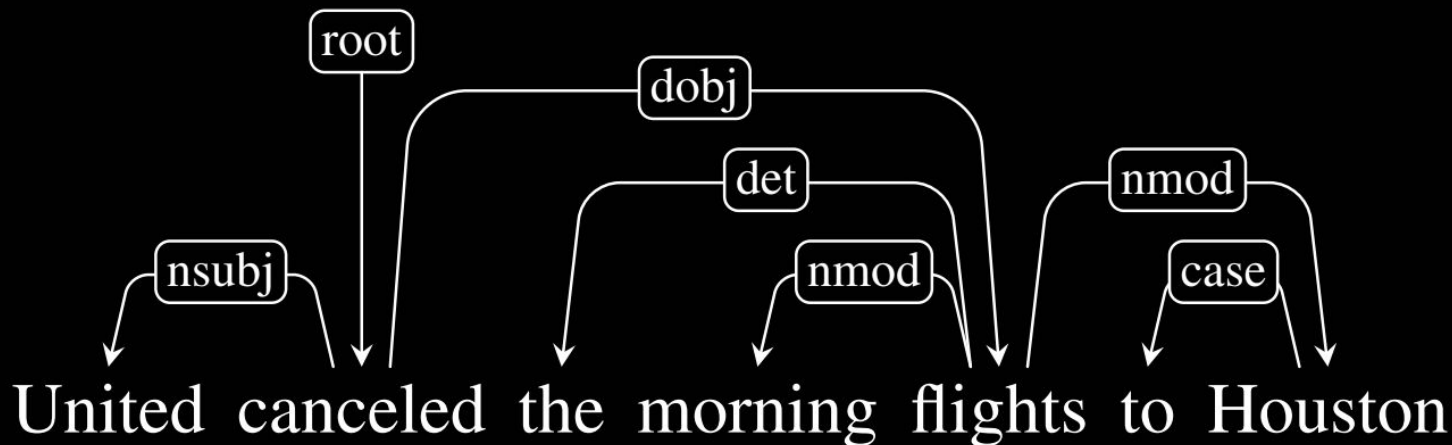 root
dobj
det nmod
nsubj nmod case
United canceled the morning flights to Houston